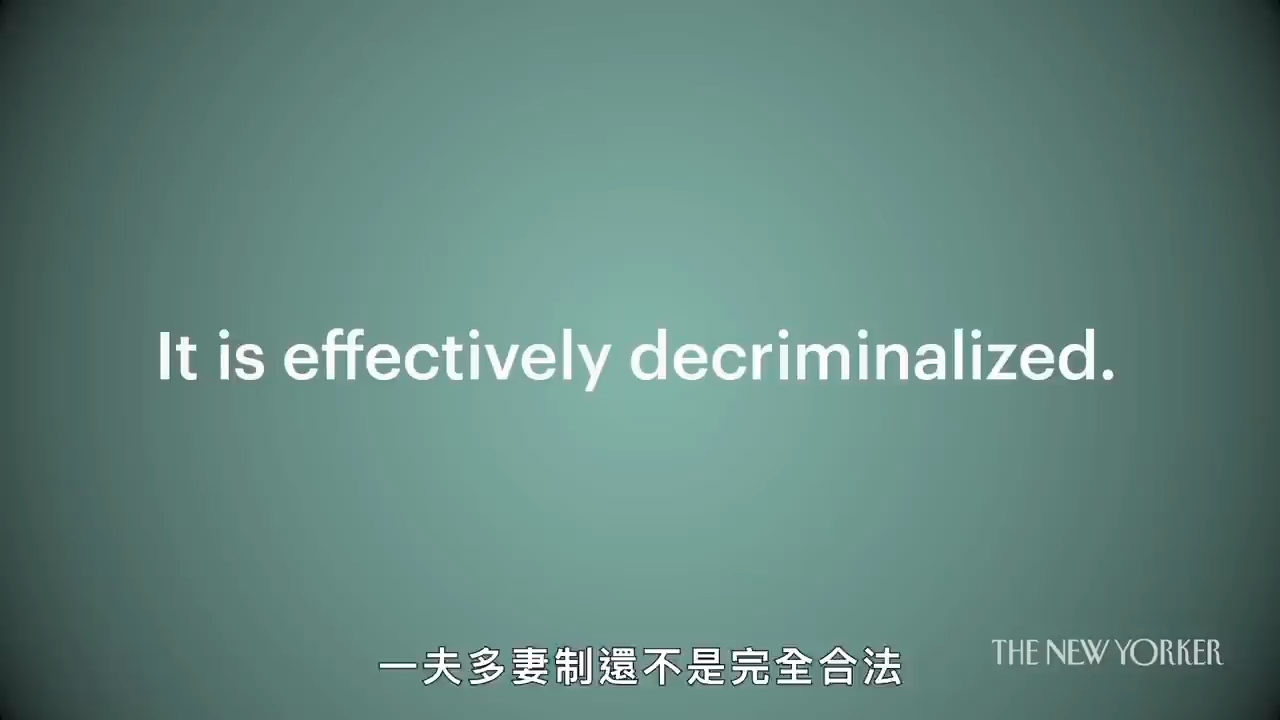 It is effectively decriminalized.
THE NEW YORKER
一夫多妻制還不是完全合法